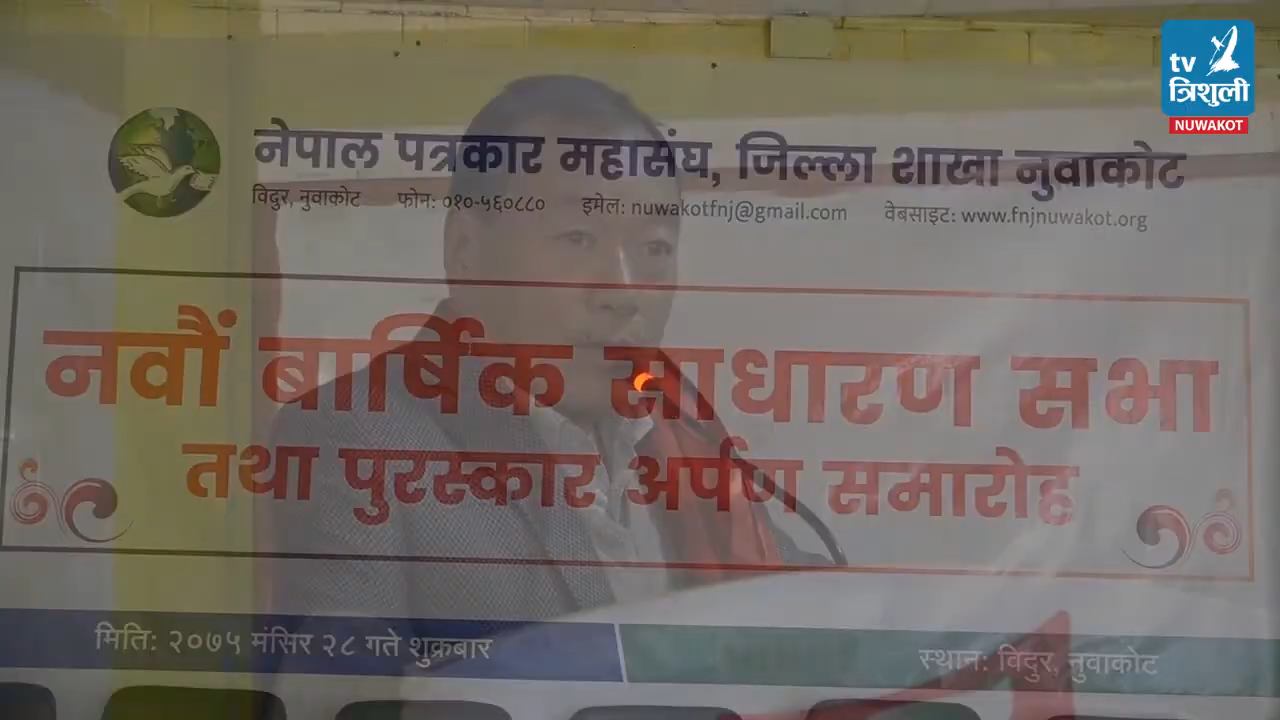 tv
त्रिशुली
NUWAKOT
नेपाल पत्रकार महासंघ, जिल्ला शाखा नुवाकोट
विदुर, नुवाकोट फोन: ०१०-५६०८८० इमेल: nuwakotfnj@gmail.com वेबसाइट: www.fnjnuwakot.org
नवौं बार्षिक साधारण सभा
तथा पुरस्कार अर्पण समारोह
मिति: २०७५ मंसिर २८ गते शुक्रबार स्थान: विदुर, नुवाकोट